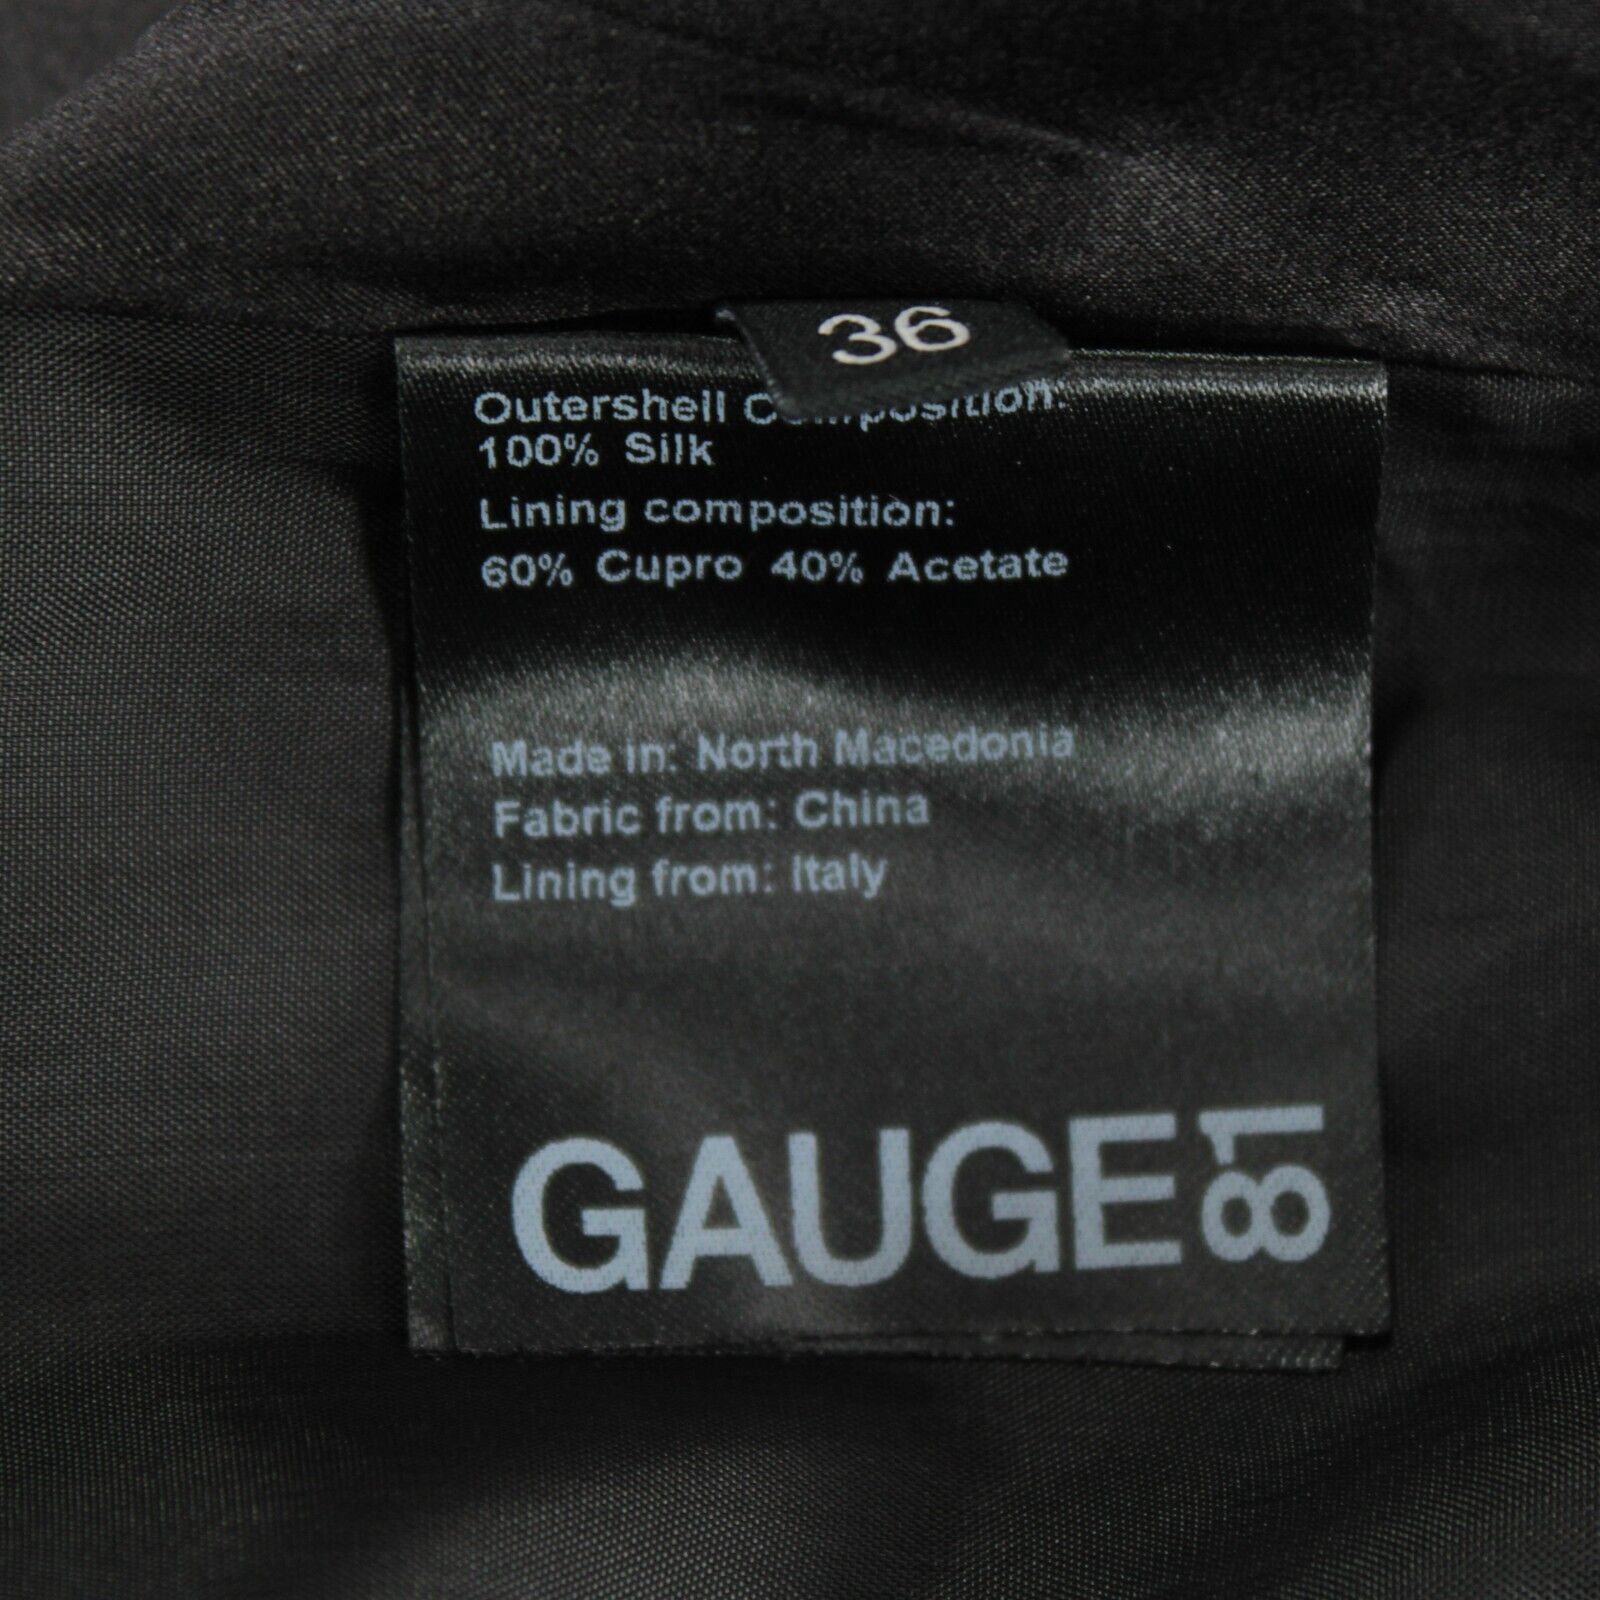 36
Outershell Composition:
100% Silk
Lining composition:
60% Cupro 40% Acetate
Made in: North Macedonia
Fabric from: China
Lining from: Italy
GAUGE81